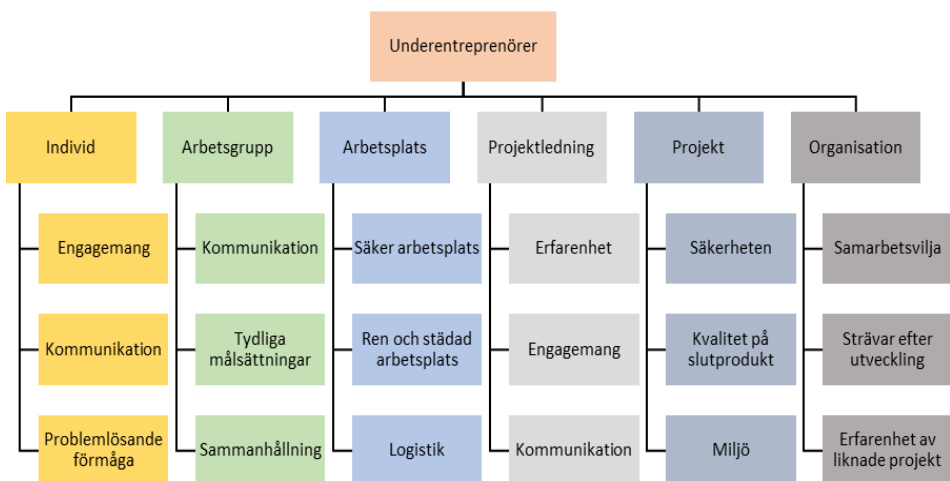 Underentreprenörer
Individ
Arbetsgrupp
Arbetsplats
Projektledning
Projekt
Organisation
Engagemang
Kommunikation
Säker arbetsplats
Erfarenhet
Säkerheten
Samarbetsvilja
Kommunikation
Tydliga
målsättningar
Ren och städad
arbetsplats
Engagemang
Kvalitet på
slutprodukt
Strävar efter
utveckling
Problemlösande
förmåga
Sammanhållning
Logistik
Kommunikation
Miljö
Erfarenhet av
liknade projekt